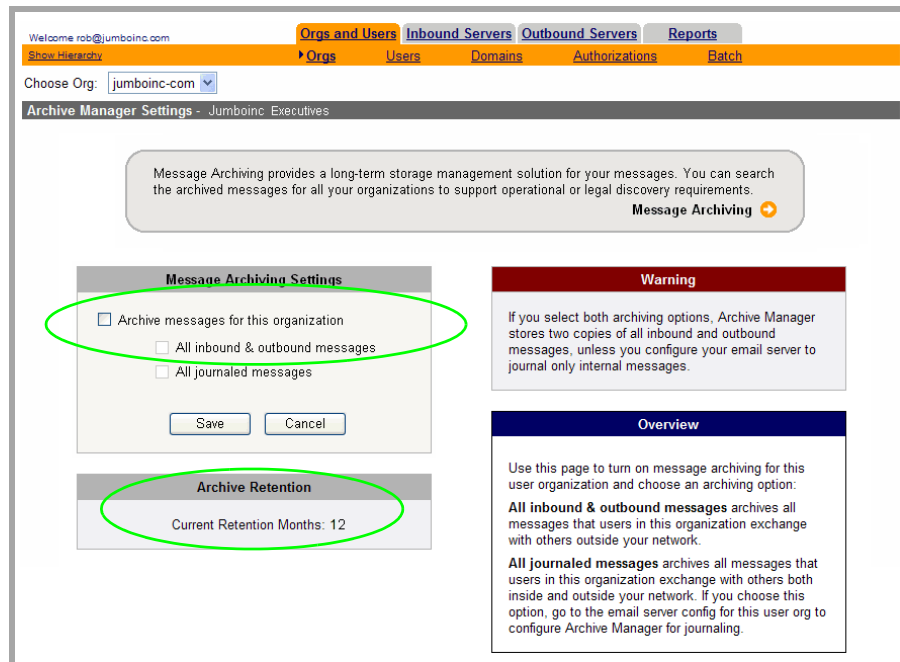 Welcome rob@jumboinc.com
Orgs and Users Inbound Servers Outbound Servers Reports
Show Hierarchy Orgs Users Domains Authorizations Batch
Choose Org: jumboinc-com
Archive Manager Settings - Jumboinc Executives
Message Archiving provides a long-term storage management solution for your messages. You can search
the archived messages for all your organizations to support operational or legal discovery requirements.
Message Archiving
Message Archiving Settings
Archive messages for this organization
All inbound & outbound messages
All journaled messages
Save Cancel
Archive Retention
Current Retention Months: 12
Warning
If you select both archiving options, Archive Manager
stores two copies of all inbound and outbound
messages, unless you configure your email server to
journal only internal messages.
Overview
Use this page to turn on message archiving for this
user organization and choose an archiving option:
All inbound & outbound messages archives all
messages that users in this organization exchange
with others outside your network.
All journaled messages archives all messages that
users in this organization exchange with others both
inside and outside your network. If you choose this
option, go to the email server config for this user org to
configure Archive Manager for journaling.